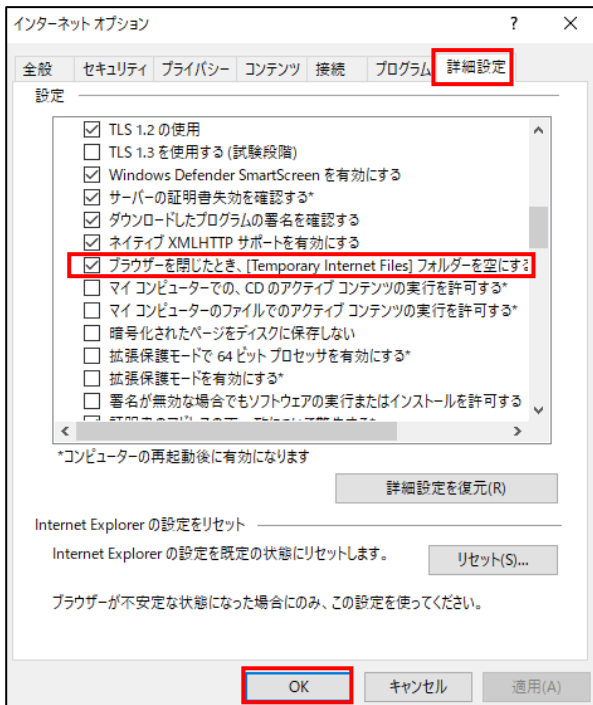 インターネット オプション
?
×
全般 セキュリティ プライバシー コンテンツ 接続 プログラム 詳細設定
設定
TLS 1.2 の使用
TLS 1.3 を使用する (試験段階)
Windows Defender SmartScreen を有効にする
サーバーの証明書失効を確認する*
ダウンロードしたプログラムの署名を確認する
ネイティブ XMLHTTP サポートを有効にする
ブラウザーを閉じたとき、[Temporary Internet Files] フォルダーを空にする
マイ コンピューターでの、CD のアクティブ コンテンツの実行を許可する*
マイ コンピューターのファイルでのアクティブ コンテンツの実行を許可する*
暗号化されたページをディスクに保存しない
拡張保護モードで 64 ビット プロセッサを有効にする*
拡張保護モードを有効にする*
署名が無効な場合でもソフトウェアの実行またはインストールを許可する
*コンピューターの再起動後に有効になります
詳細設定を復元(R)
Internet Explorer の設定をリセット
Internet Explorer の設定を既定の状態にリセットします。
リセット(S)...
ブラウザーが不安定な状態になった場合にのみ、この設定を使ってください。
OK キャンセル 適用(A)